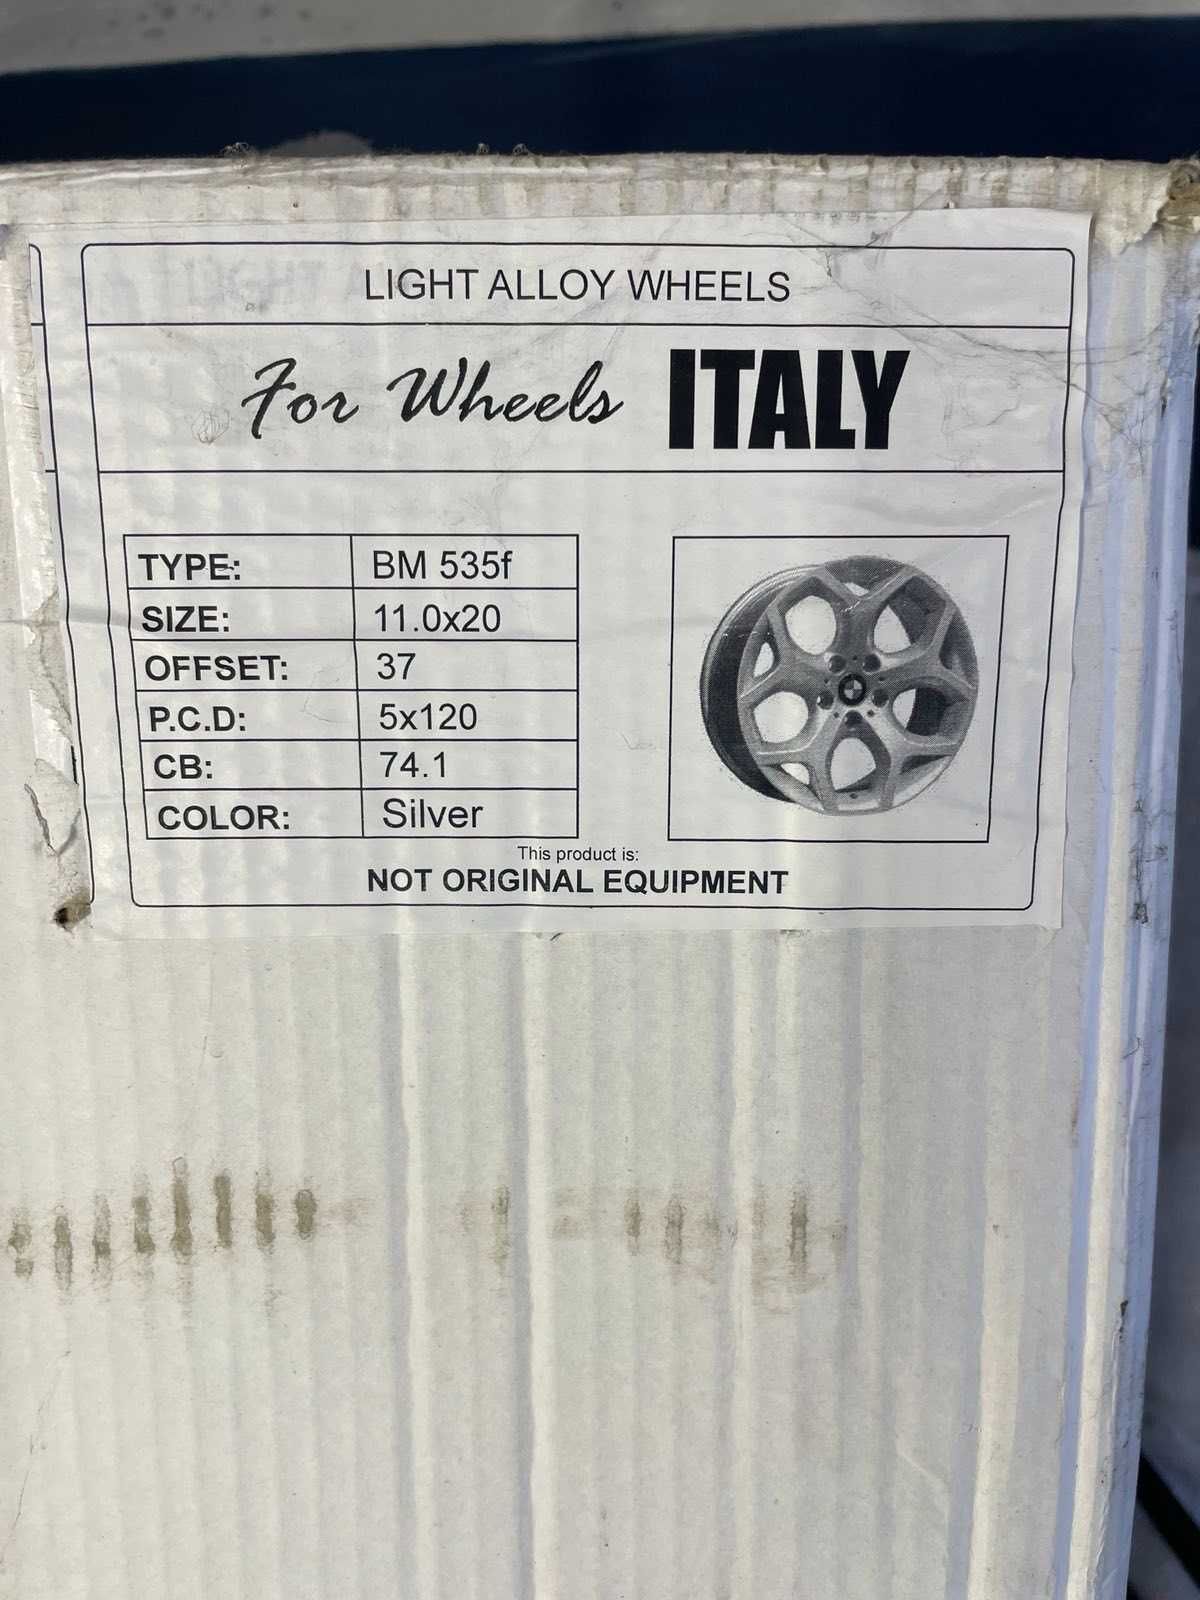 LIGHT ALLOY WHEELS
For Wheels ITALY
TYPE: BM 535f
SIZE: 11.0x20
OFFSET: 37
P.C.D: 5x120
CB: 74.1
COLOR: Silver
This product is:
NOT ORIGINAL EQUIPMENT